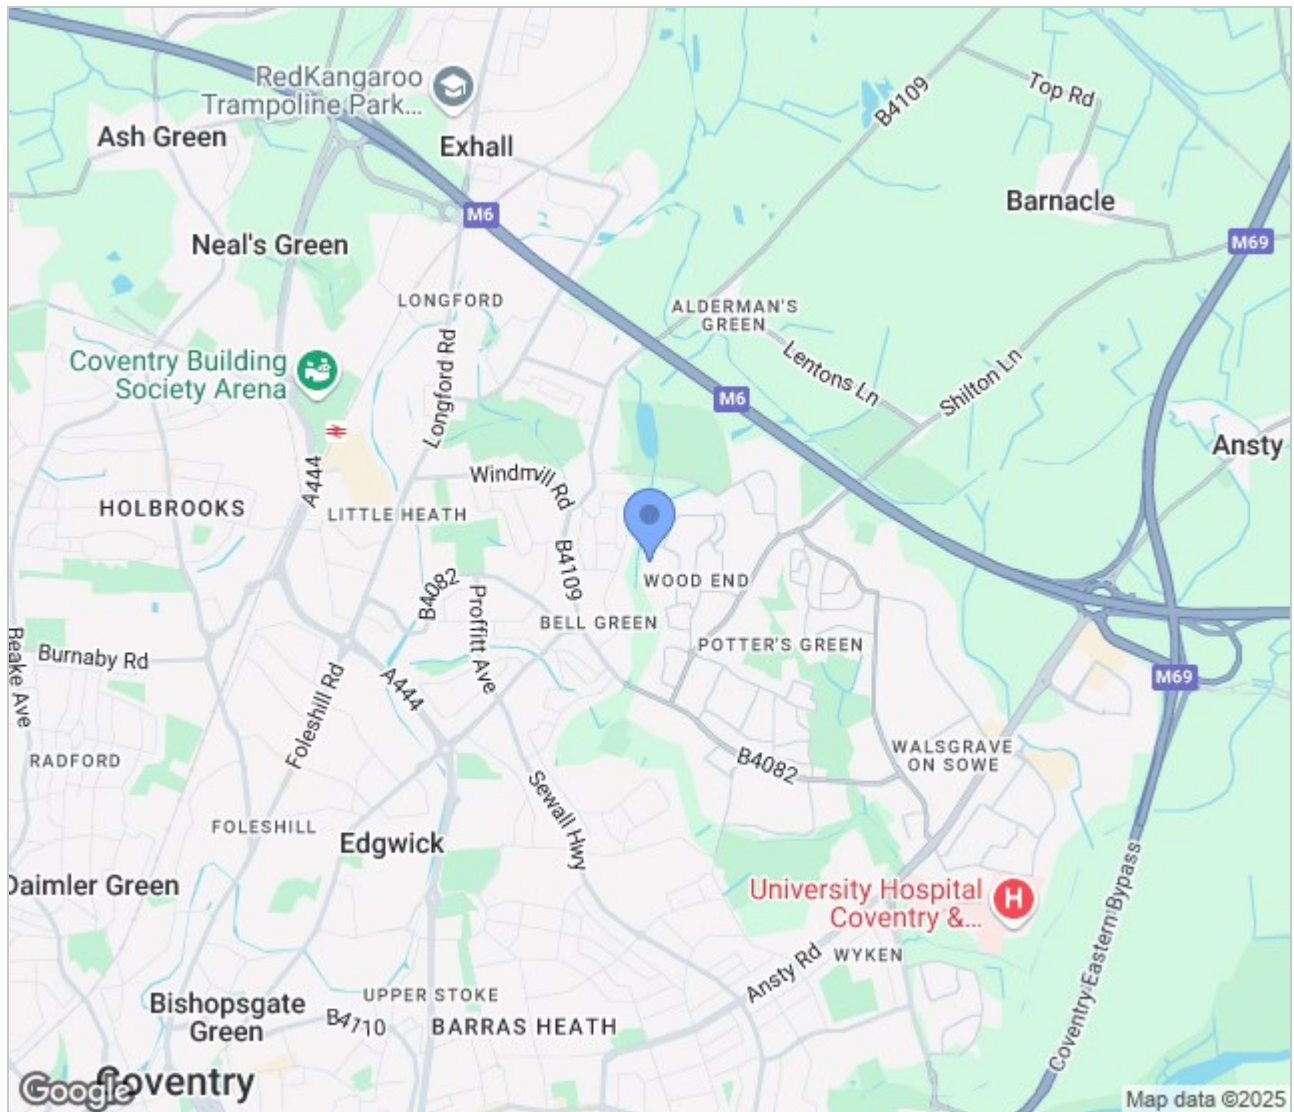 RedKangaroo
Trampoline Park...
Ash Green
Exhall
B4109
Top Rd
Barnacle
M6
Neal's Green
M69
LONGFORD
ALDERMAN'S
GREEN
Coventry Building
Society Arena
Longford Rd
Lentons Ln
Shilton Ln
M6
Ansty
A444
Windmill Rd
HOLBROOKS
LITTLE HEATH
B4109
B4082
WOOD END
Proffitt Ave
BELL GREEN
POTTER'S GREEN
Beake Ave
Burnaby Rd
Foleshill Rd
A444
M69
RADFORD
B4082
WALSGRAVE
ON SOWE
Sewall Hwy
FOLESHILL
Edgwick
Daimler Green
University Hospital
Coventry &...
Coventry Eastern Bypass
WYKEN
Ansty Rd
Bishopsgate
Green
UPPER STOKE
B4110
BARRAS HEATH
Coventry
Google
Map data ©2025